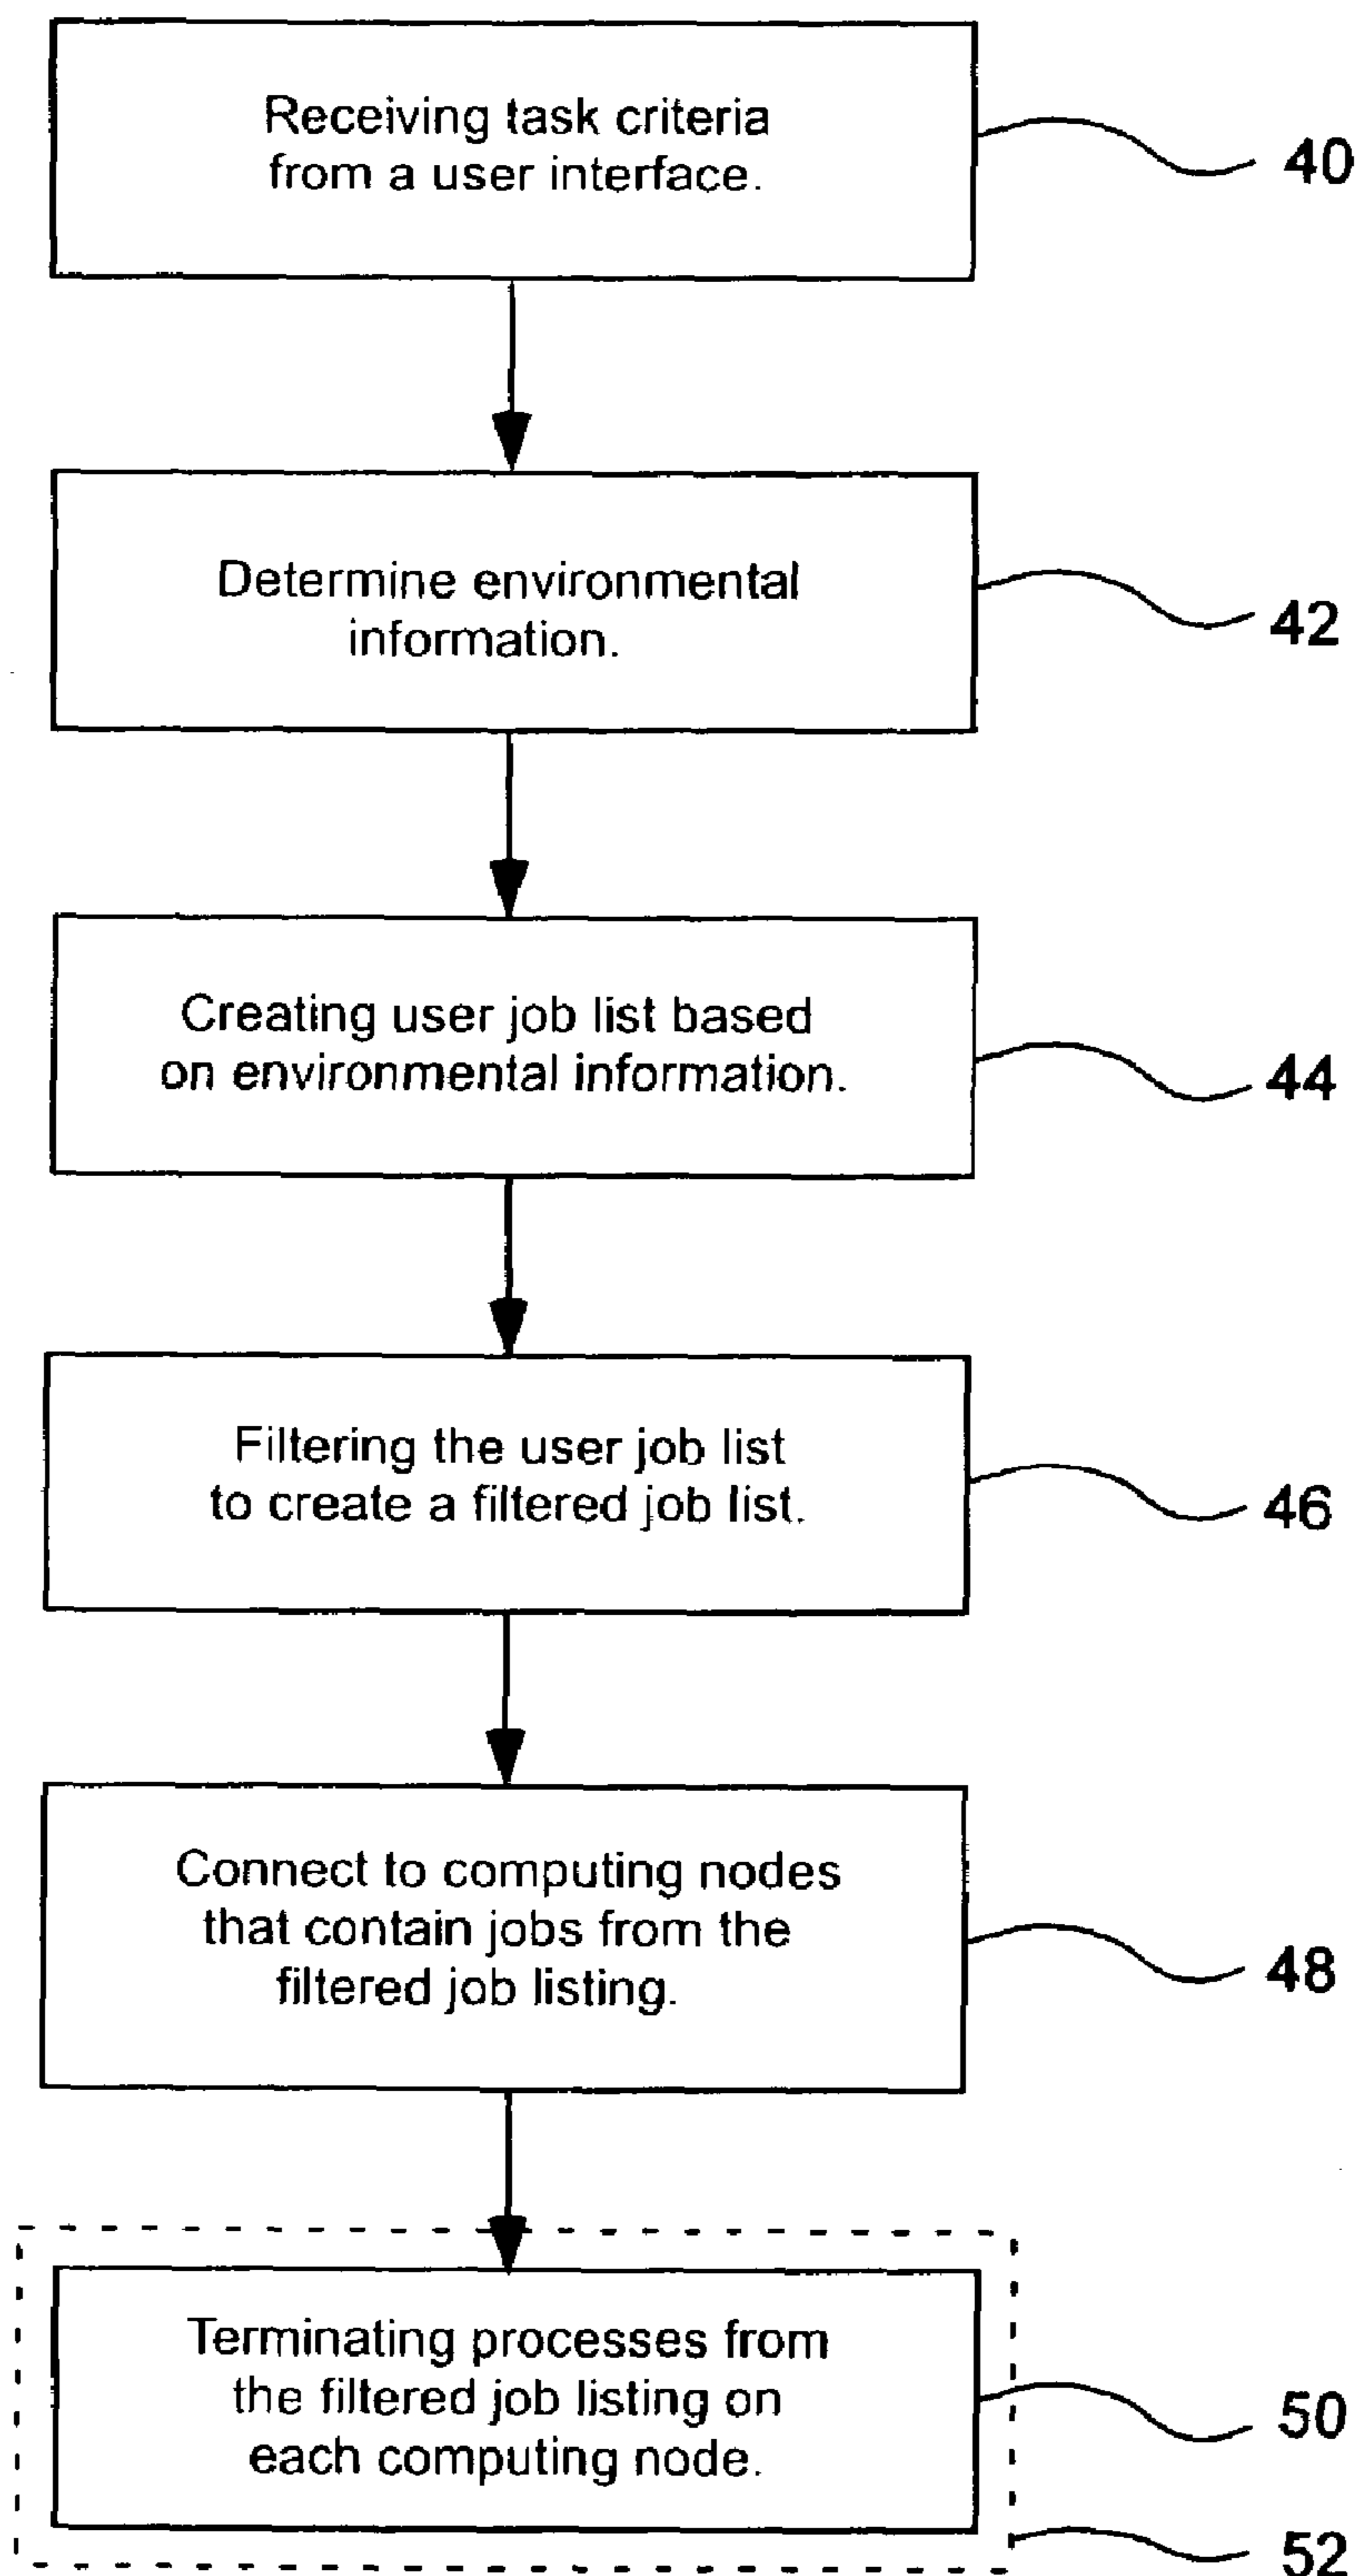 Receiving task criteria
from a user interface.
40
Determine environmental
information.
42
Creating user job list based
on environmental information.
44
Filtering the user job list
to create a filtered job list.
46
Connect to computing nodes
that contain jobs from the
filtered job listing.
48
Terminating processes from
the filtered job listing on
each computing node.
50
52